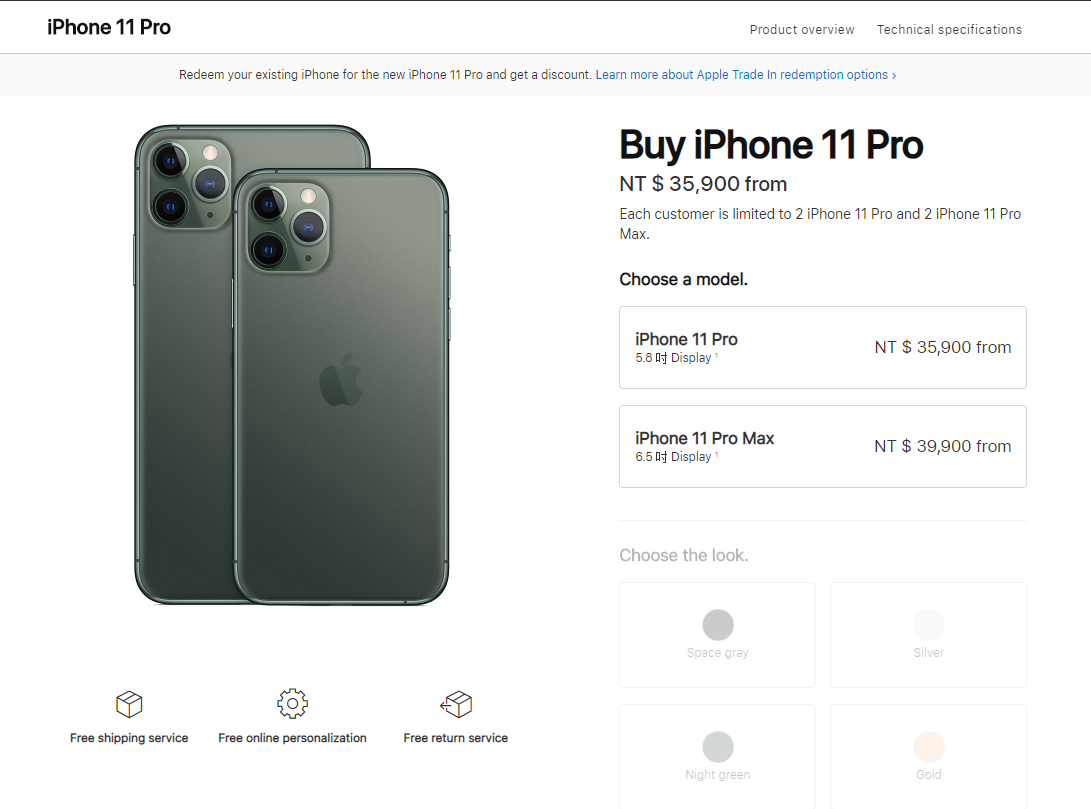 iPhone 11 Pro
Product overview
Technical specifications
Redeem your existing iPhone for the new iPhone 11 Pro and get a discount. Learn more about Apple Trade In redemption options ›
Buy iPhone 11 Pro
NT $ 35,900 from
Each customer is limited to 2 iPhone 11 Pro and 2 iPhone 11 Pro
Max.
Choose a model.
iPhone 11 Pro
5.8 吋 Display ¹
NT $ 35,900 from
iPhone 11 Pro Max
6.5 吋 Display ¹
NT $ 39,900 from
Choose the look.
Space gray
Silver
Night green
Gold
Free shipping service
Free online personalization
Free return service